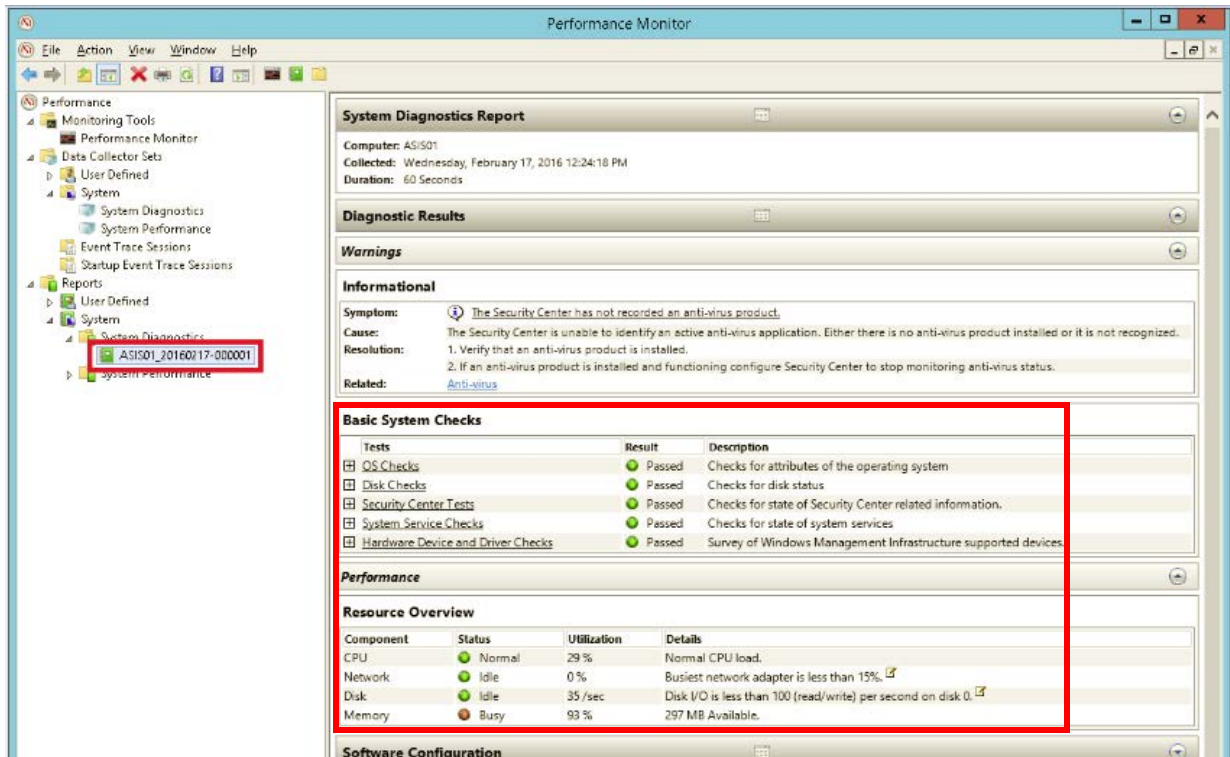 Performance Monitor
File Action View Window Help
Performance
Monitoring Tools
Performance Monitor
Data Collector Sets
User Defined
System
System Diagnostics
System Performance
Event Trace Sessions
Startup Event Trace Sessions
Reports
User Defined
System
System Diagnostics
ASIS01_20160217-000001
System Performance
System Diagnostics Report
Computer: ASIS01
Collected: Wednesday, February 17, 2016 12:24:18 PM
Duration: 60 Seconds
Diagnostic Results
Warnings
Informational
Symptom: The Security Center has not recorded an anti-virus product.
Cause: The Security Center is unable to identify an active anti-virus application. Either there is no anti-virus product installed or it is not recognized.
Resolution: 1. Verify that an anti-virus product is installed.
2. If an anti-virus product is installed and functioning configure Security Center to stop monitoring anti-virus status.
Related: Anti-virus
Basic System Checks
Tests Result Description
OS Checks Passed Checks for attributes of the operating system
Disk Checks Passed Checks for disk status
Security Center Tests Passed Checks for state of Security Center related information.
System Service Checks Passed Checks for state of system services
Hardware Device and Driver Checks Passed Survey of Windows Management Infrastructure supported devices.
Performance
Resource Overview
Component Status Utilization Details
CPU Normal 29 % Normal CPU load.
Network Idle 0 % Busiest network adapter is less than 15%.
Disk Idle 35 /sec Disk I/O is less than 100 (read/write) per second on disk 0.
Memory Busy 93 % 297 MB Available.
Software Configuration